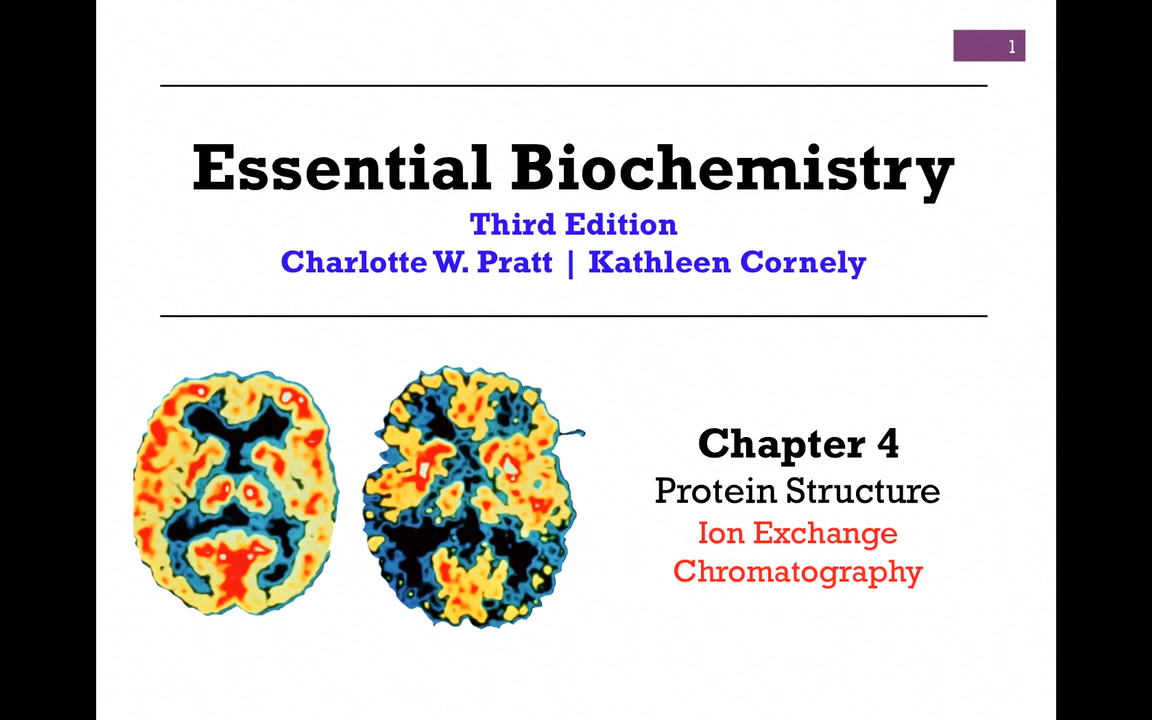 1
Essential Biochemistry
Third Edition
Charlotte W. Pratt | Kathleen Cornely
Chapter 4
Protein Structure
Ion Exchange
Chromatography